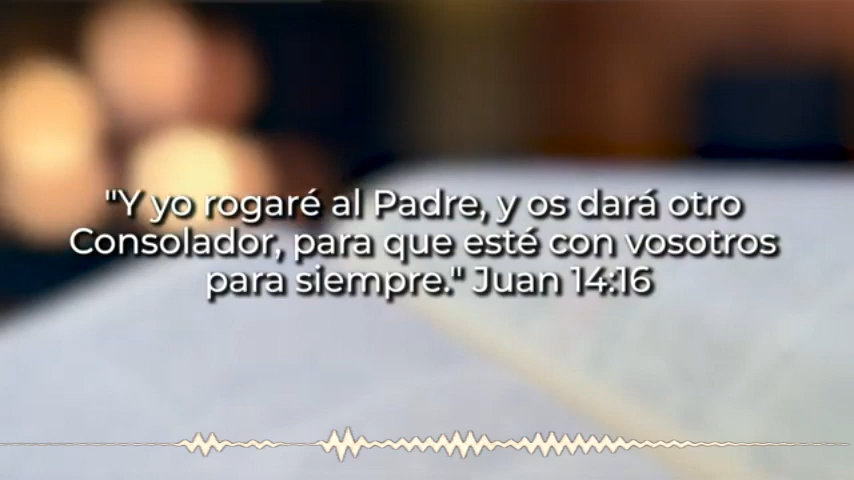 "Y yo rogaré al Padre, y os dará otro
Consolador, para que esté con vosotros
para siempre." Juan 14:16